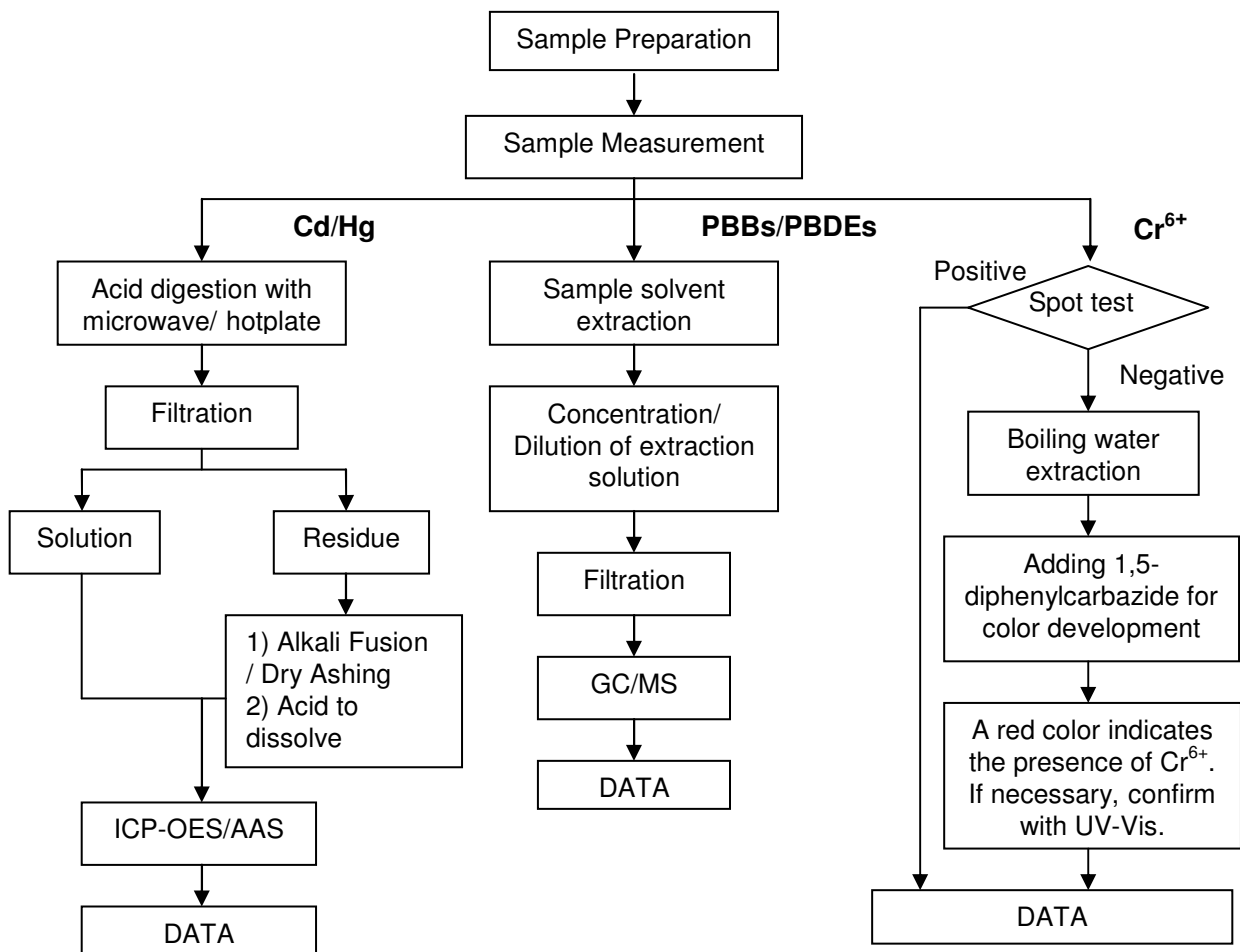 Sample Preparation
Sample Measurement
Cd/Hg
PBBs/PBDEs
Cr⁶⁺
Acid digestion with
microwave/ hotplate
Filtration
Solution
Residue
1) Alkali Fusion
/ Dry Ashing
2) Acid to
dissolve
ICP-OES/AAS
DATA
Sample solvent
extraction
Concentration/
Dilution of extraction
solution
Filtration
GC/MS
DATA
Positive
Spot test
Negative
Boiling water
extraction
Adding 1,5-
diphenylcarbazide for
color development
A red color indicates
the presence of Cr⁶⁺.
If necessary, confirm
with UV-Vis.
DATA